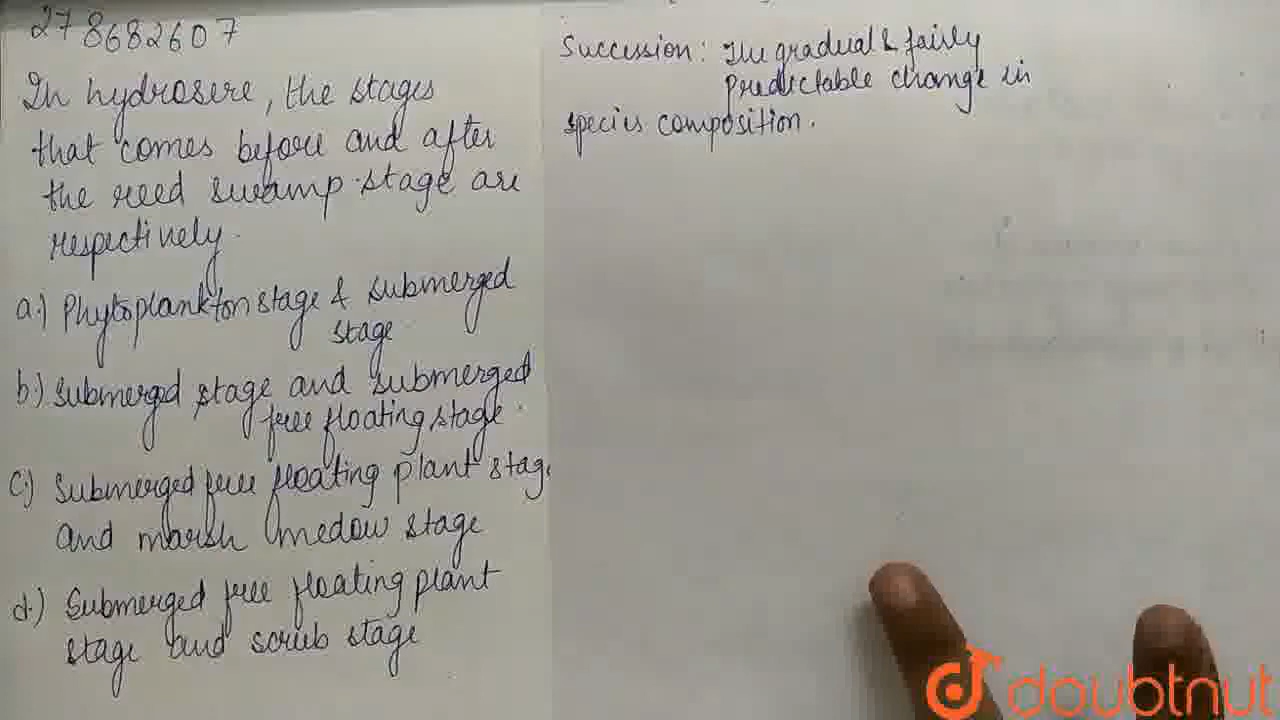 278682607
In hydrosere, the stages
that comes before and after
the reed swamp stage are
respectively.
a.) Phytoplankton stage & submerged
stage
b.) Submerged stage and submerged
free floating stage.
c.) Submerged free floating plant stage
and marsh medow stage
d.) Submerged free floating plant
stage and scrub stage
Succession: The gradual & fairly
Predictable change in
species composition.
doubtnut